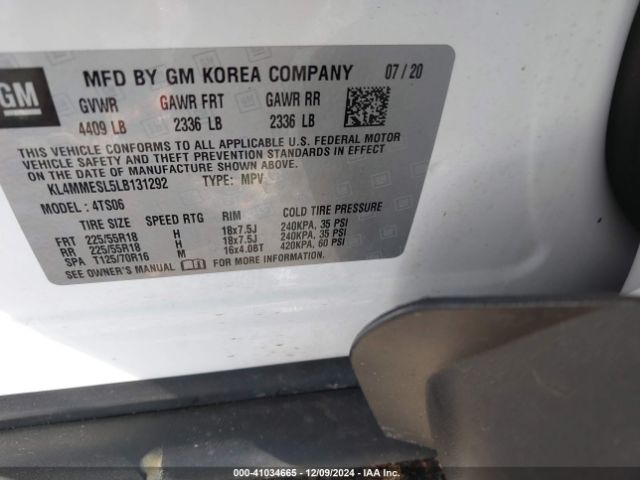 GM
MFD BY GM KOREA COMPANY 07 / 20
GVWR GAWR FRT GAWR RR
4409 LB 2336 LB 2336 LB
THIS VEHICLE CONFORMS TO ALL APPLICABLE U.S. FEDERAL MOTOR
VEHICLE SAFETY AND THEFT PREVENTION STANDARDS IN EFFECT
ON THE DATE OF MANUFACTURE SHOWN ABOVE.
KL4MMESL5LB131292 TYPE: MPV
MODEL: 4TS06
TIRE SIZE SPEED RTG RIM COLD TIRE PRESSURE
FRT 225/55R18 H 18x7.5J 240KPA, 35 PSI
RR 225/55R18 H 18x7.5J 240KPA, 35 PSI
SPA T125/70R16 M 16x4.0BT 420KPA, 60 PSI
SEE OWNER'S MANUAL FOR MORE INFORMATION.
000-41034665 | 12/09/2024 - IAA Inc.